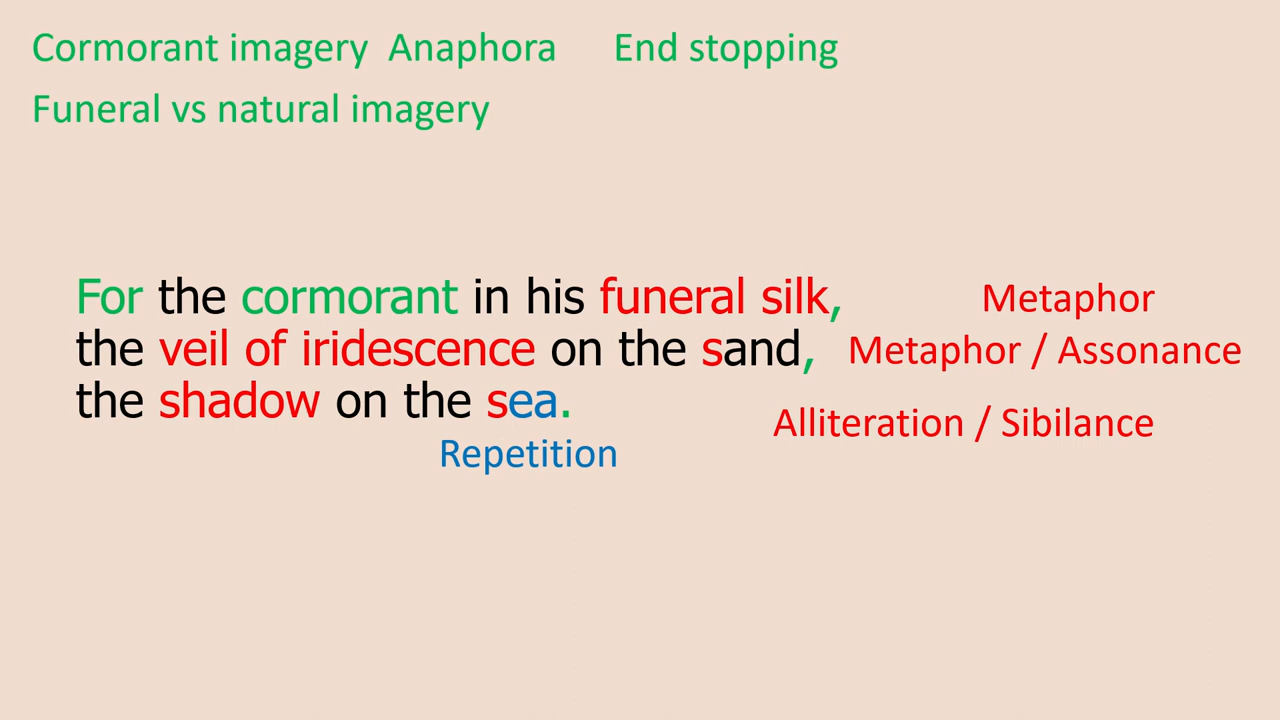 Cormorant imagery Anaphora End stopping
Funeral vs natural imagery
For the cormorant in his funeral silk, Metaphor
the veil of iridescence on the sand, Metaphor / Assonance
the shadow on the sea. Alliteration / Sibilance
Repetition